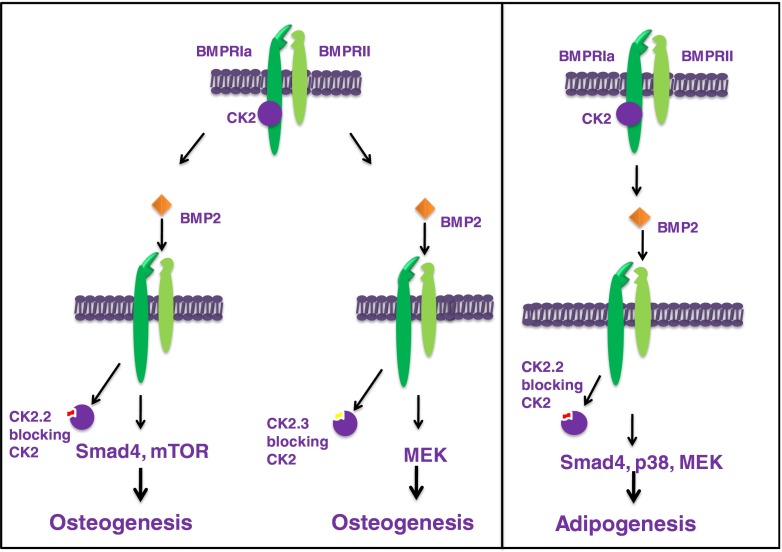 BMPRIa
BMPRII
CK2
BMP2
CK2.2
blocking
CK2
Smad4, mTOR
Osteogenesis
BMP2
CK2.3
blocking
CK2
MEK
Osteogenesis
BMPRIa
BMPRII
CK2
BMP2
CK2.2
blocking
CK2
Smad4, p38, MEK
Adipogenesis